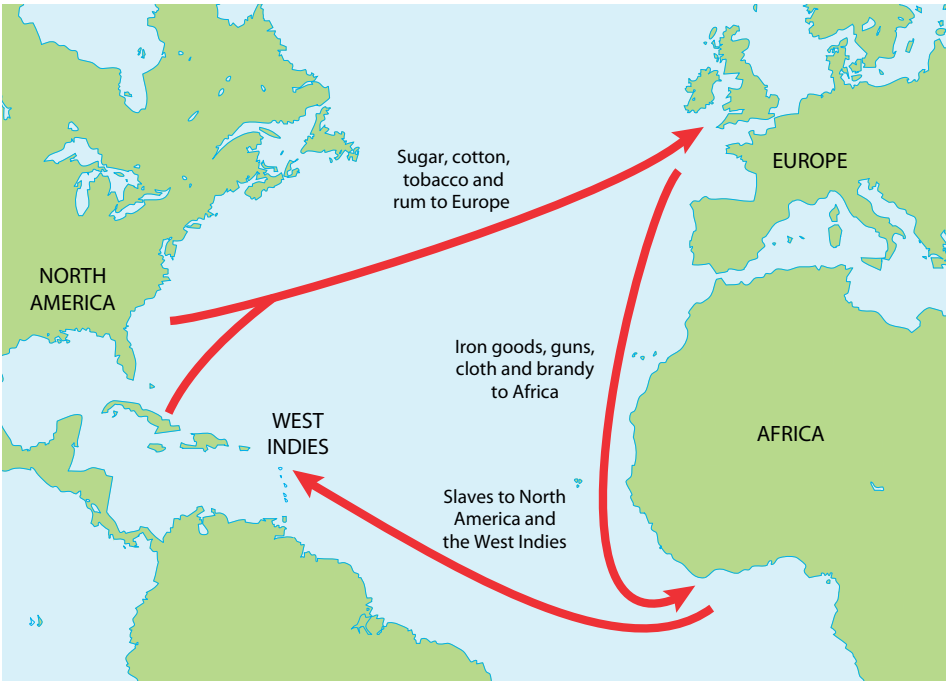 Sugar, cotton,
tobacco and
rum to Europe
EUROPE
NORTH
AMERICA
Iron goods, guns,
cloth and brandy
to Africa
WEST
INDIES
AFRICA
Slaves to North
America and
the West Indies